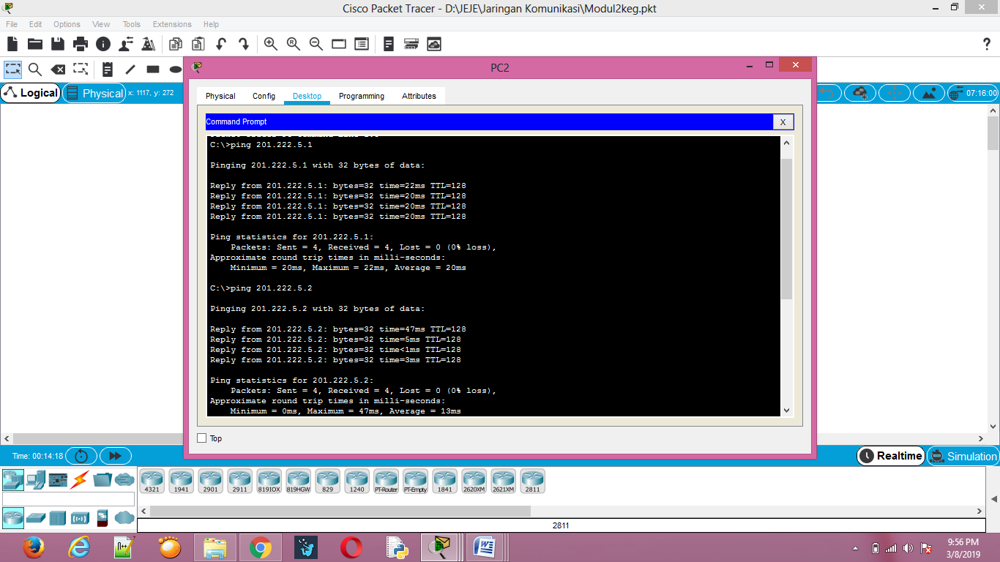 Cisco Packet Tracer - D:\JEJE\Jaringan Komunikasi\Modul2keg.pkt
File Edit Options View Tools Extensions Help
Logical
Physical
x: 1117, y: 272
07:16:00
PC2
Physical Config Desktop Programming Attributes
Command Prompt
X
C:\>ping 201.222.5.1
Pinging 201.222.5.1 with 32 bytes of data:
Reply from 201.222.5.1: bytes=32 time=22ms TTL=128
Reply from 201.222.5.1: bytes=32 time=20ms TTL=128
Reply from 201.222.5.1: bytes=32 time=20ms TTL=128
Reply from 201.222.5.1: bytes=32 time=20ms TTL=128
Ping statistics for 201.222.5.1:
Packets: Sent = 4, Received = 4, Lost = 0 (0% loss),
Approximate round trip times in milli-seconds:
Minimum = 20ms, Maximum = 22ms, Average = 20ms
C:\>ping 201.222.5.2
Pinging 201.222.5.2 with 32 bytes of data:
Reply from 201.222.5.2: bytes=32 time=47ms TTL=128
Reply from 201.222.5.2: bytes=32 time=5ms TTL=128
Reply from 201.222.5.2: bytes=32 time<1ms TTL=128
Reply from 201.222.5.2: bytes=32 time=3ms TTL=128
Ping statistics for 201.222.5.2:
Packets: Sent = 4, Received = 4, Lost = 0 (0% loss),
Approximate round trip times in milli-seconds:
Minimum = 0ms, Maximum = 47ms, Average = 13ms
Top
Time: 00:14:18
Realtime
Simulation
4321 1941 2901 2911 819IOX 819HGW 829 1240 PT-Router PT-Empty 1841 2620XM 2621XM 2811
2811
9:56 PM
3/8/2019